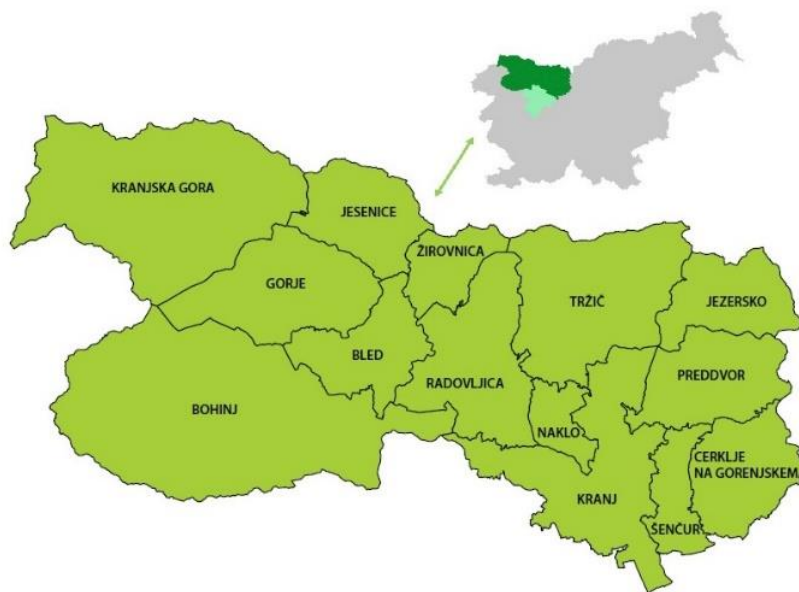 KRANJSKA GORA
JESENICE
ŽIROVNICA
GORJE
TRŽIČ
JEZERSKO
BLED
RADOVLJICA
PREDDVOR
BOHINJ
NAKLO
CERKLJE
NA GORENJSKEM
KRANJ
ŠENČUR